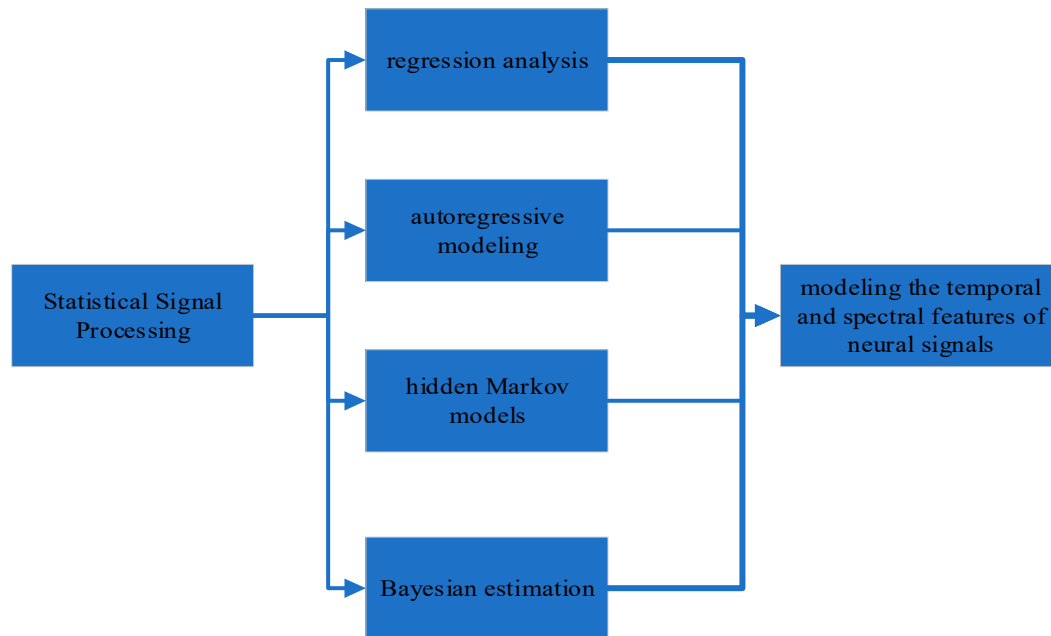 Statistical Signal
Processing
regression analysis
autoregressive
modeling
hidden Markov
models
Bayesian estimation
modeling the temporal
and spectral features of
neural signals